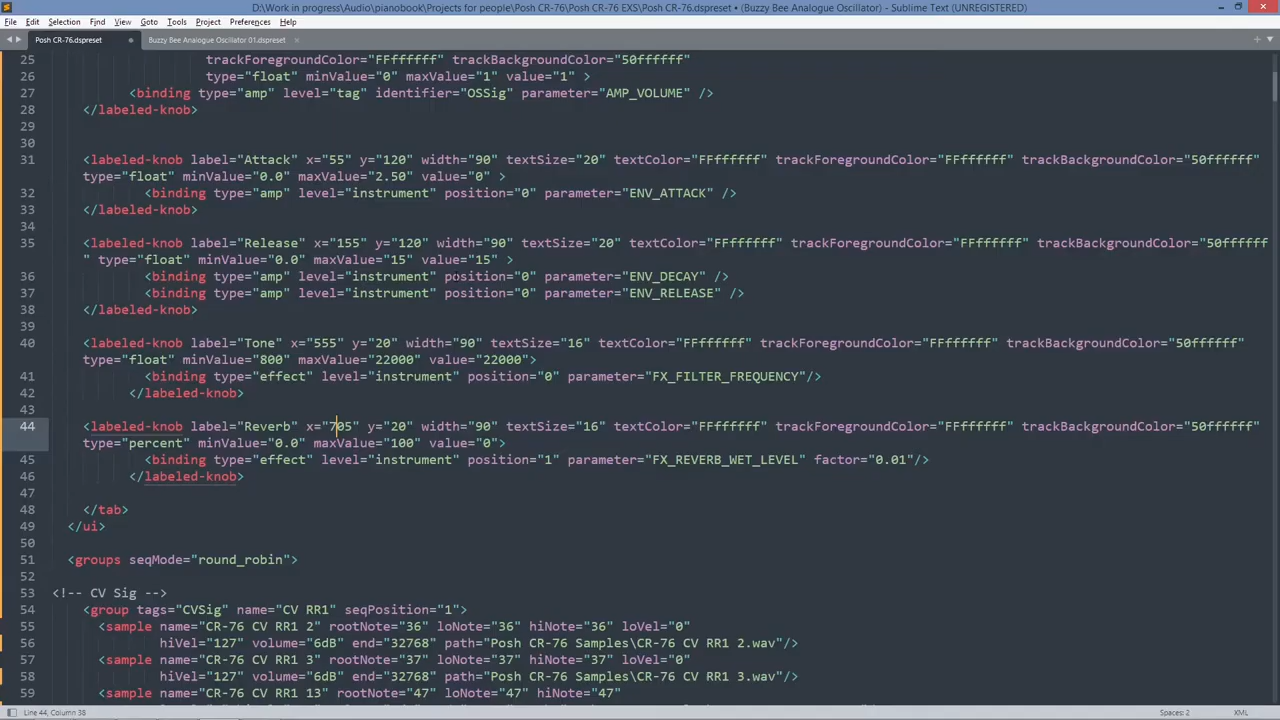 D:\Work in progress\Audio\pianobook\Projects for people\Posh CR-76\Posh CR-76 EXS\Posh CR-76.dspreset • (Buzzy Bee Analogue Oscillator) - Sublime Text (UNREGISTERED)
File Edit Selection Find View Goto Tools Project Preferences Help
Posh CR-76.dspreset Buzzy Bee Analogue Oscillator 01.dspreset
25 trackForegroundColor="FFffffff" trackBackgroundColor="50ffffff"
26 type="float" minValue="0" maxValue="1" value="1" >
27 <binding type="amp" level="tag" identifier="OSSig" parameter="AMP_VOLUME" />
28 </labeled-knob>
29
30
31 <labeled-knob label="Attack" x="55" y="120" width="90" textSize="20" textColor="FFffffff" trackForegroundColor="FFffffff" trackBackgroundColor="50ffffff"
type="float" minValue="0.0" maxValue="2.50" value="0" >
32 <binding type="amp" level="instrument" position="0" parameter="ENV_ATTACK" />
33 </labeled-knob>
34
35 <labeled-knob label="Release" x="155" y="120" width="90" textSize="20" textColor="FFffffff" trackForegroundColor="FFffffff" trackBackgroundColor="50ffffff
" type="float" minValue="0.0" maxValue="15" value="15" >
36 <binding type="amp" level="instrument" position="0" parameter="ENV_DECAY" />
37 <binding type="amp" level="instrument" position="0" parameter="ENV_RELEASE" />
38 </labeled-knob>
39
40 <labeled-knob label="Tone" x="555" y="20" width="90" textSize="16" textColor="FFffffff" trackForegroundColor="FFffffff" trackBackgroundColor="50ffffff"
type="float" minValue="800" maxValue="22000" value="22000">
41 <binding type="effect" level="instrument" position="0" parameter="FX_FILTER_FREQUENCY"/>
42 </labeled-knob>
43
44 <labeled-knob label="Reverb" x="705" y="20" width="90" textSize="16" textColor="FFffffff" trackForegroundColor="FFffffff" trackBackgroundColor="50ffffff"
type="percent" minValue="0.0" maxValue="100" value="0">
45 <binding type="effect" level="instrument" position="1" parameter="FX_REVERB_WET_LEVEL" factor="0.01"/>
46 </labeled-knob>
47
48 </tab>
49 </ui>
50
51 <groups seqMode="round_robin">
52
53 <!-- CV Sig -->
54 <group tags="CVSig" name="CV RR1" seqPosition="1">
55 <sample name="CR-76 CV RR1 2" rootNote="36" loNote="36" hiNote="36" loVel="0"
56 hiVel="127" volume="6dB" end="32768" path="Posh CR-76 Samples\CR-76 CV RR1 2.wav"/>
57 <sample name="CR-76 CV RR1 3" rootNote="37" loNote="37" hiNote="37" loVel="0"
58 hiVel="127" volume="6dB" end="32768" path="Posh CR-76 Samples\CR-76 CV RR1 3.wav"/>
59 <sample name="CR-76 CV RR1 13" rootNote="47" loNote="47" hiNote="47"
Line 44, Column 38 Spaces: 2 XML